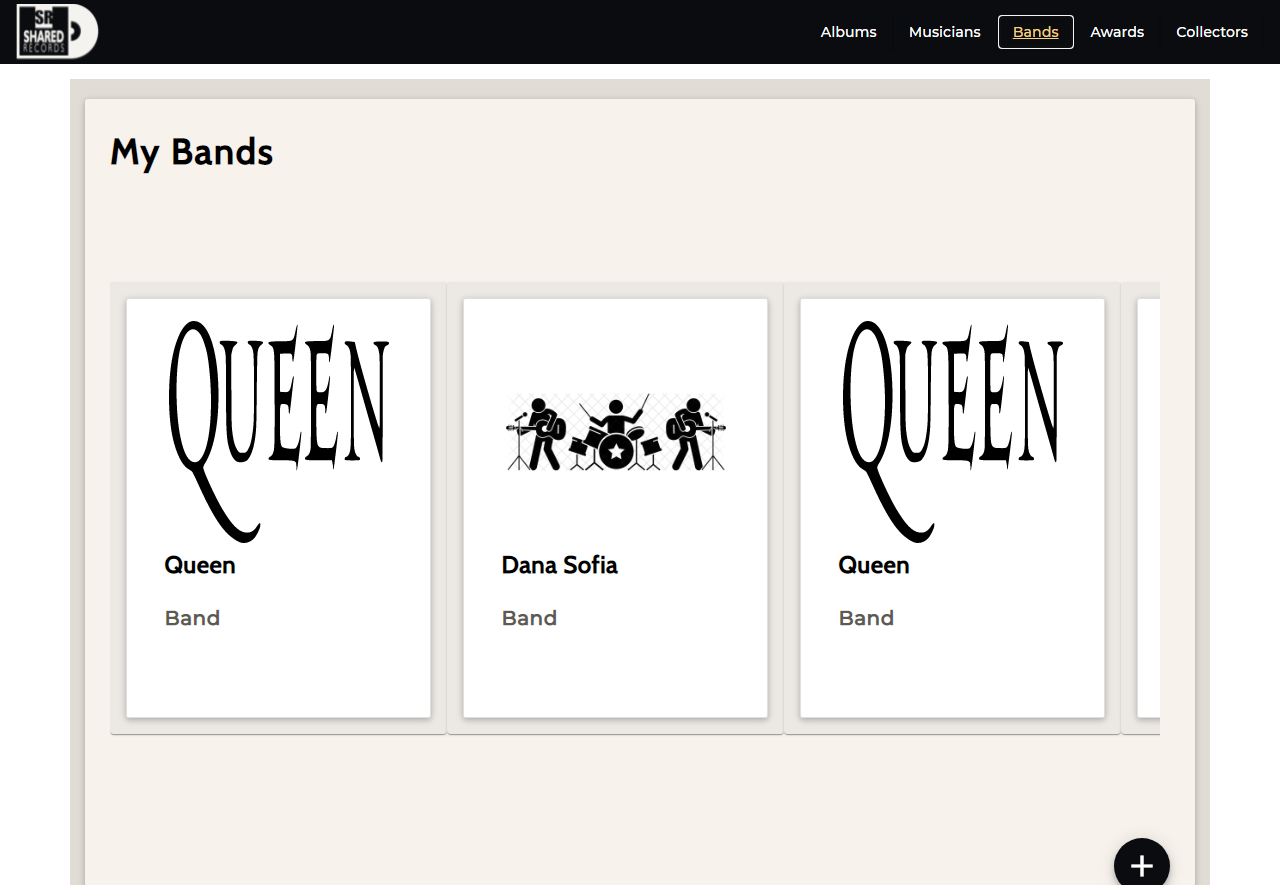 SR
SHARED
RECORDS
Albums
Musicians
Bands
Awards
Collectors
My Bands
QUEEN
Queen
Band
Dana Sofia
Band
QUEEN
Queen
Band